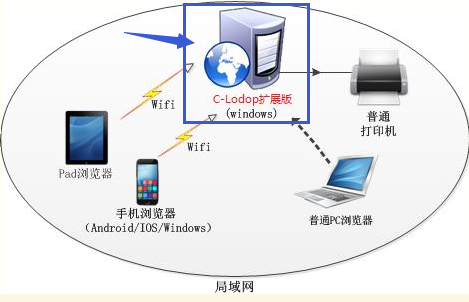 C-Lodop扩展版
(windows)
Wifi
普通
打印机
Wifi
Pad浏览器
手机浏览器
(Android/IOS/Windows)
普通PC浏览器
局域网